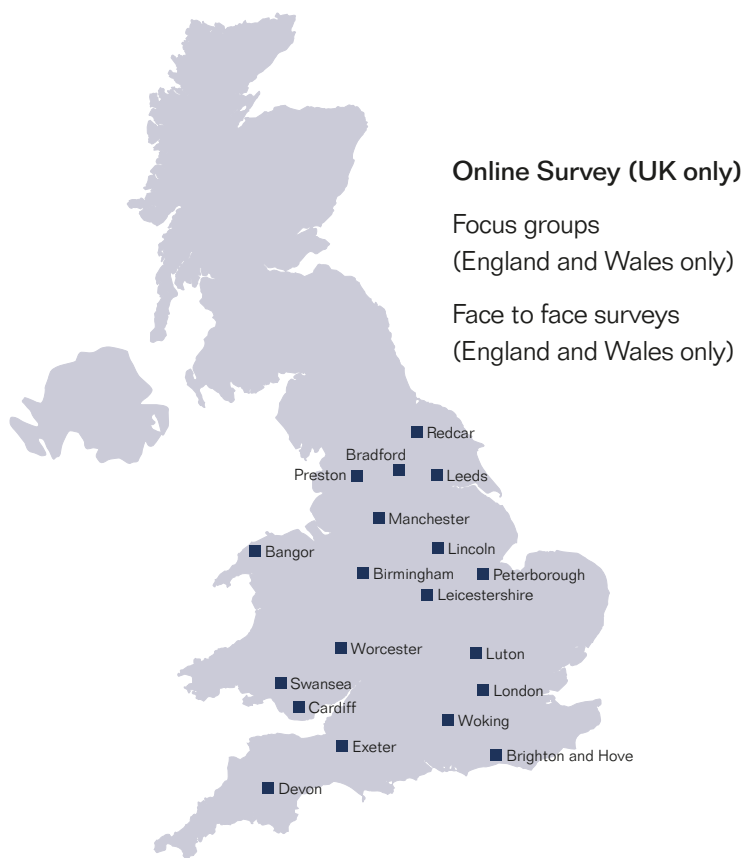 Online Survey (UK only)
Focus groups
(England and Wales only)
Face to face surveys
(England and Wales only)
Redcar
Bradford
Preston
Leeds
Manchester
Lincoln
Bangor
Birmingham
Peterborough
Leicestershire
Worcester
Luton
Swansea
London
Cardiff
Woking
Exeter
Brighton and Hove
Devon